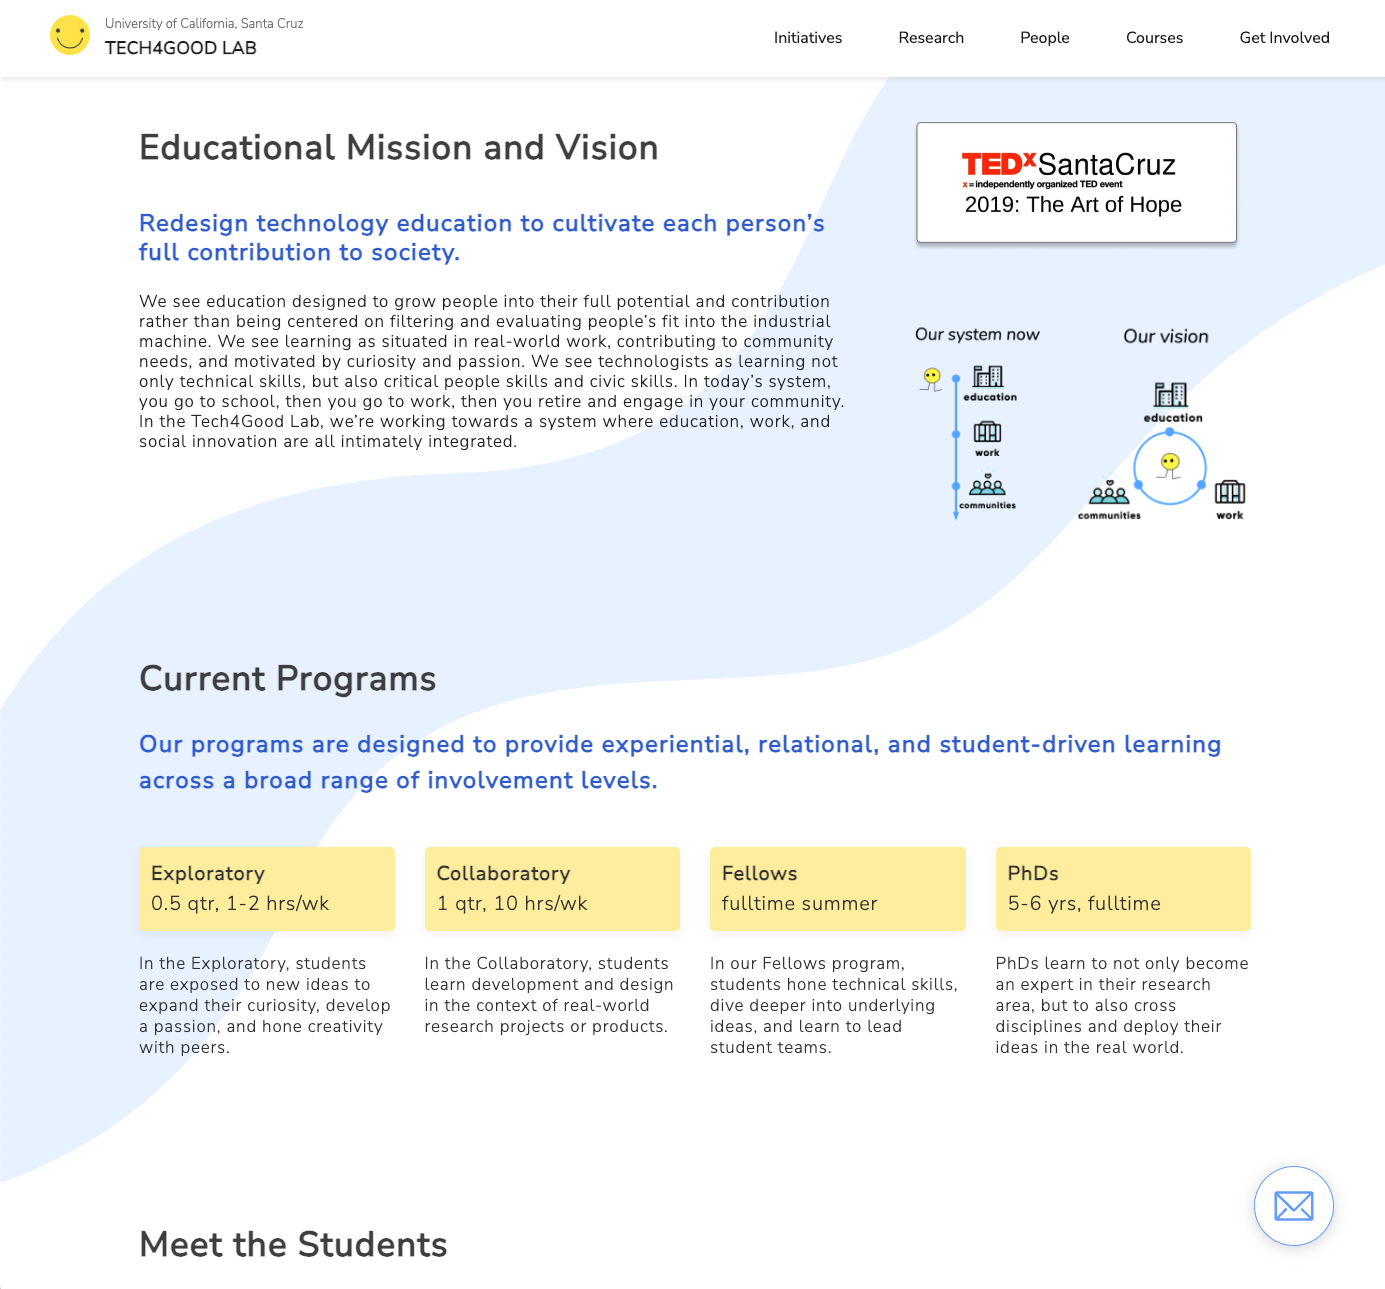 University of California, Santa Cruz
TECH4GOOD LAB
Initiatives
Research
People
Courses
Get Involved
Educational Mission and Vision
Redesign technology education to cultivate each person’s
full contribution to society.
We see education designed to grow people into their full potential and contribution
rather than being centered on filtering and evaluating people’s fit into the industrial
machine. We see learning as situated in real-world work, contributing to community
needs, and motivated by curiosity and passion. We see technologists as learning not
only technical skills, but also critical people skills and civic skills. In today’s system,
you go to school, then you go to work, then you retire and engage in your community.
In the Tech4Good Lab, we’re working towards a system where education, work, and
social innovation are all intimately integrated.
TEDxSantaCruz
x = independently organized TED event
2019: The Art of Hope
Our system now
education
work
communities
Our vision
education
communities
work
Current Programs
Our programs are designed to provide experiential, relational, and student-driven learning
across a broad range of involvement levels.
Exploratory
0.5 qtr, 1-2 hrs/wk
In the Exploratory, students
are exposed to new ideas to
expand their curiosity, develop
a passion, and hone creativity
with peers.
Collaboratory
1 qtr, 10 hrs/wk
In the Collaboratory, students
learn development and design
in the context of real-world
research projects or products.
Fellows
fulltime summer
In our Fellows program,
students hone technical skills,
dive deeper into underlying
ideas, and learn to lead
student teams.
PhDs
5-6 yrs, fulltime
PhDs learn to not only become
an expert in their research
area, but to also cross
disciplines and deploy their
ideas in the real world.
Meet the Students